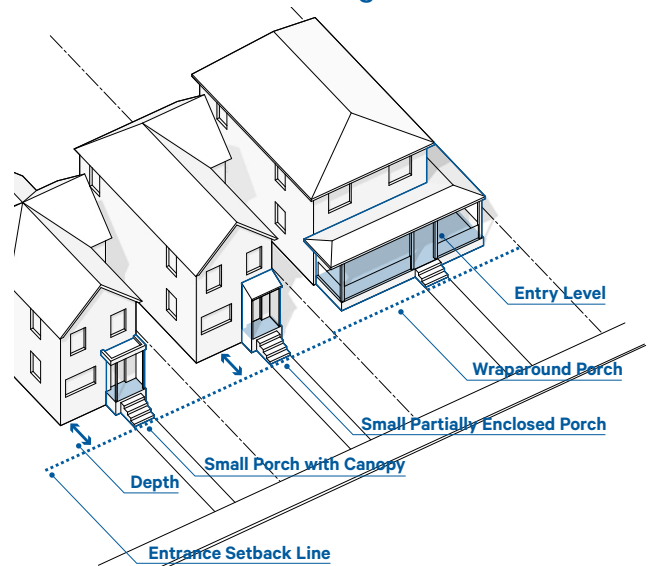 Entry Level
Wraparound Porch
Small Partially Enclosed Porch
Small Porch with Canopy
Depth
Entrance Setback Line